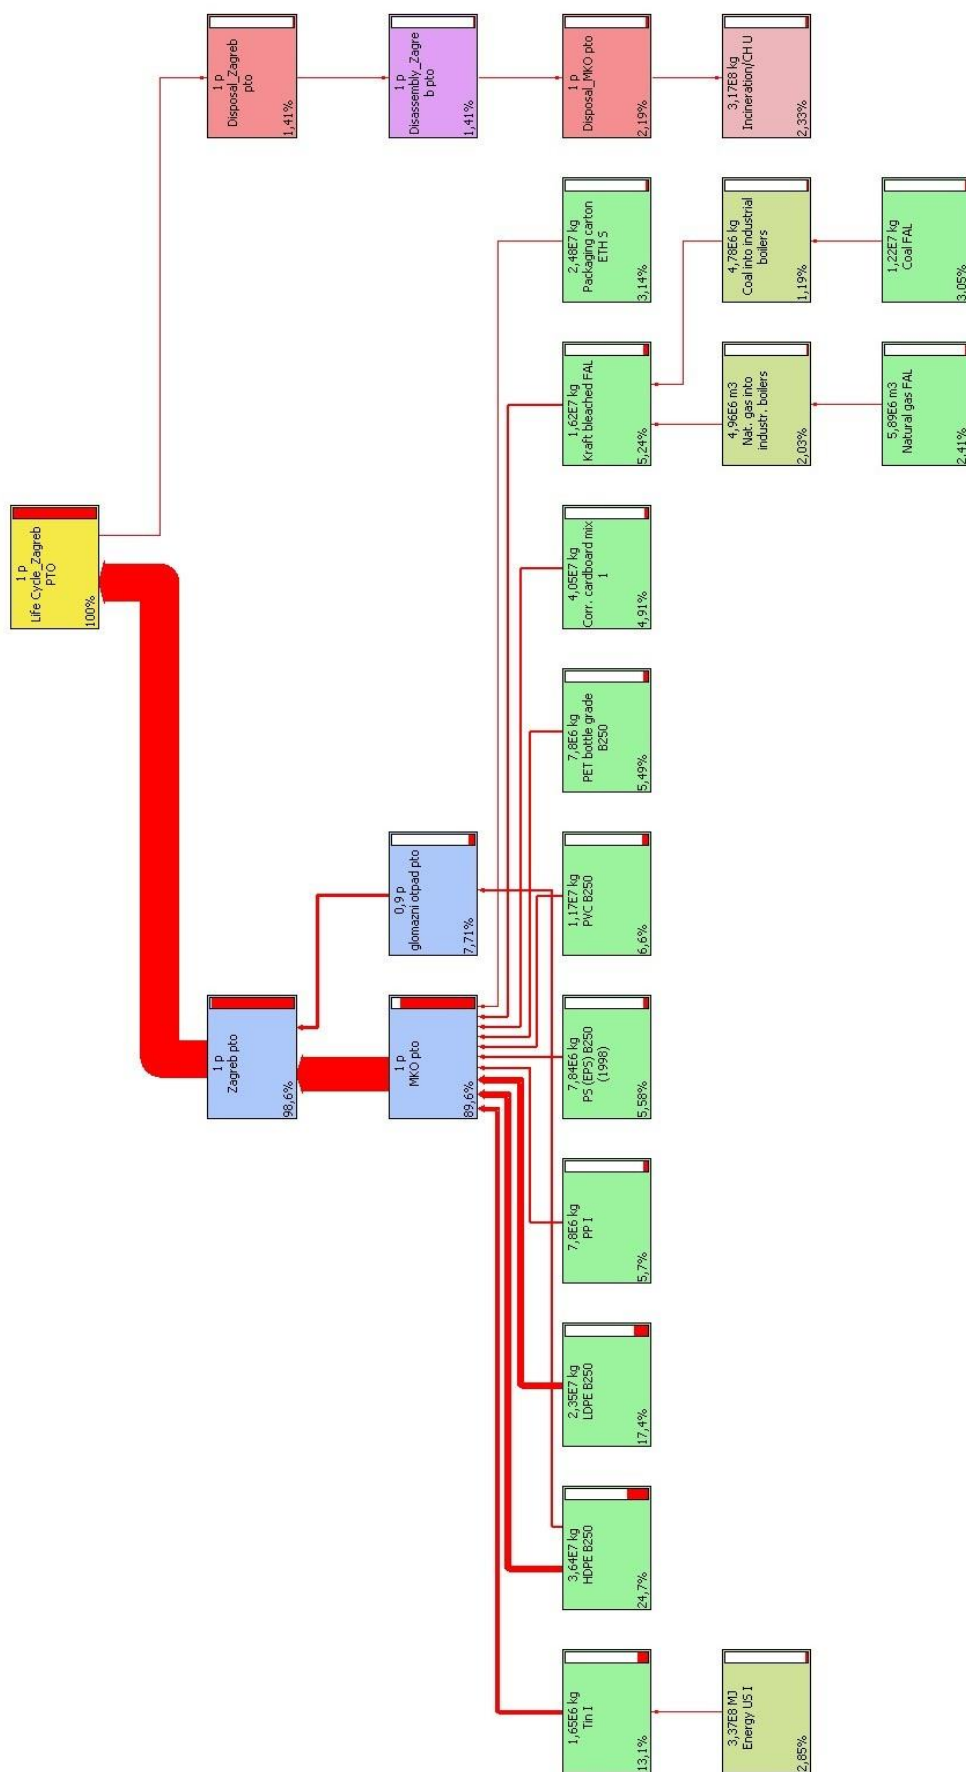 1 p
Life Cycle_Zagreb
PTO
100%
1 p
Zagreb pto
98,6%
1 p
Disposal_Zagreb
pto
1,41%
1 p
MKO pto
89,6%
0,9 p
glomazni otpad pto
7,71%
1 p
Disassembly_Zagre
b pto
1,41%
1,65E6 kg
Tin I
13,1%
3,64E7 kg
HDPE B250
24,7%
2,35E7 kg
LDPE B250
17,4%
7,8E6 kg
PP I
5,7%
7,84E6 kg
PS (EPS) B250
(1998)
5,58%
1,17E7 kg
PVC B250
6,6%
7,8E6 kg
PET bottle grade
B250
5,49%
4,05E7 kg
Corr. cardboard mix
1
4,91%
1,62E7 kg
Kraft bleached FAL
5,24%
2,48E7 kg
Packaging carton
ETH S
3,14%
1 p
Disposal_MKO pto
2,19%
3,37E8 MJ
Energy US I
2,85%
4,96E6 m3
Nat. gas into
industr. boilers
2,03%
4,78E6 kg
Coal into industrial
boilers
1,19%
3,17E8 kg
Incineration/CH U
2,33%
5,89E6 m3
Natural gas FAL
2,41%
1,22E7 kg
Coal FAL
3,05%